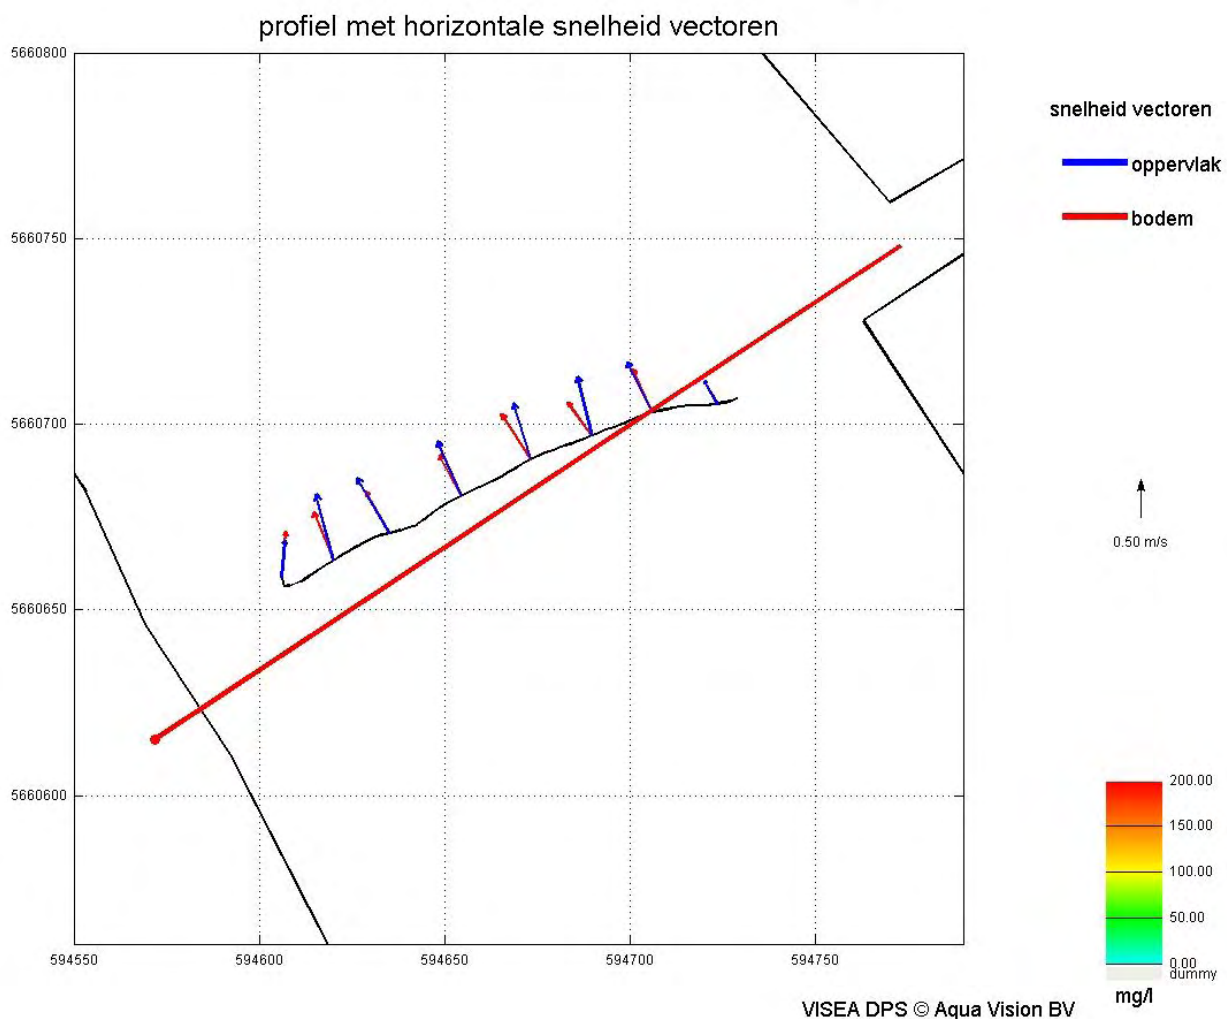 profiel met horizontale snelheid vectoren
5660800
5660750
5660700
5660650
5660600
594550
594600
594650
594700
594750
snelheid vectoren
oppervlak
bodem
0.50 m/s
200.00
150.00
100.00
50.00
0.00
dummy
mg/l
VISEA DPS © Aqua Vision BV